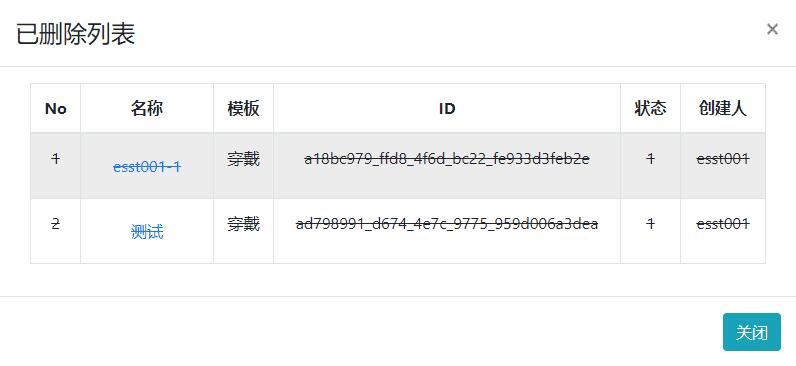 已删除列表 ×
No 名称 模板 ID 状态 创建人
1 esst001-1 穿戴 a18bc979_ffd8_4f6d_bc22_fe933d3feb2e 1 esst001
2 测试 穿戴 ad798991_d674_4e7c_9775_959d006a3dea 1 esst001
关闭